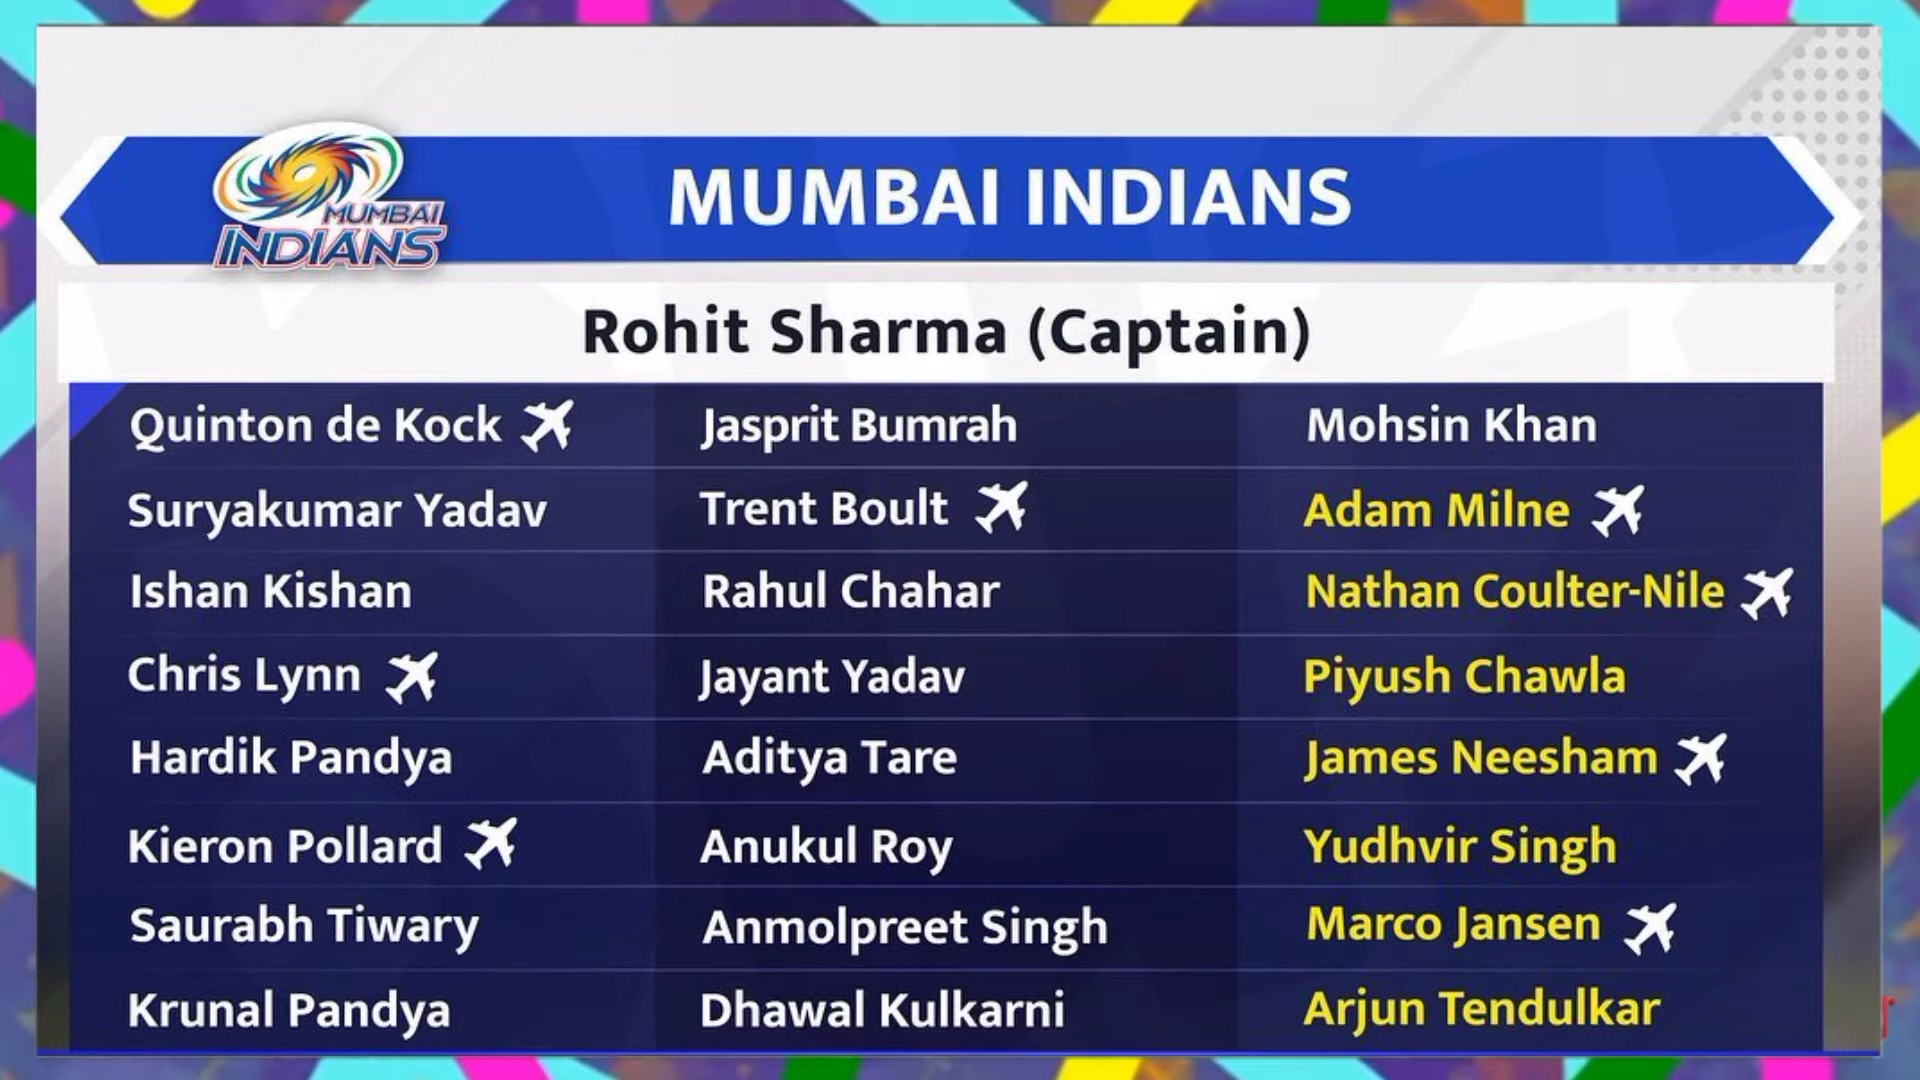 MUMBAI
INDIANS
MUMBAI INDIANS
Rohit Sharma (Captain)
Quinton de Kock
Suryakumar Yadav
Ishan Kishan
Chris Lynn
Hardik Pandya
Kieron Pollard
Saurabh Tiwary
Krunal Pandya
Jasprit Bumrah
Trent Boult
Rahul Chahar
Jayant Yadav
Aditya Tare
Anukul Roy
Anmolpreet Singh
Dhawal Kulkarni
Mohsin Khan
Adam Milne
Nathan Coulter-Nile
Piyush Chawla
James Neesham
Yudhvir Singh
Marco Jansen
Arjun Tendulkar